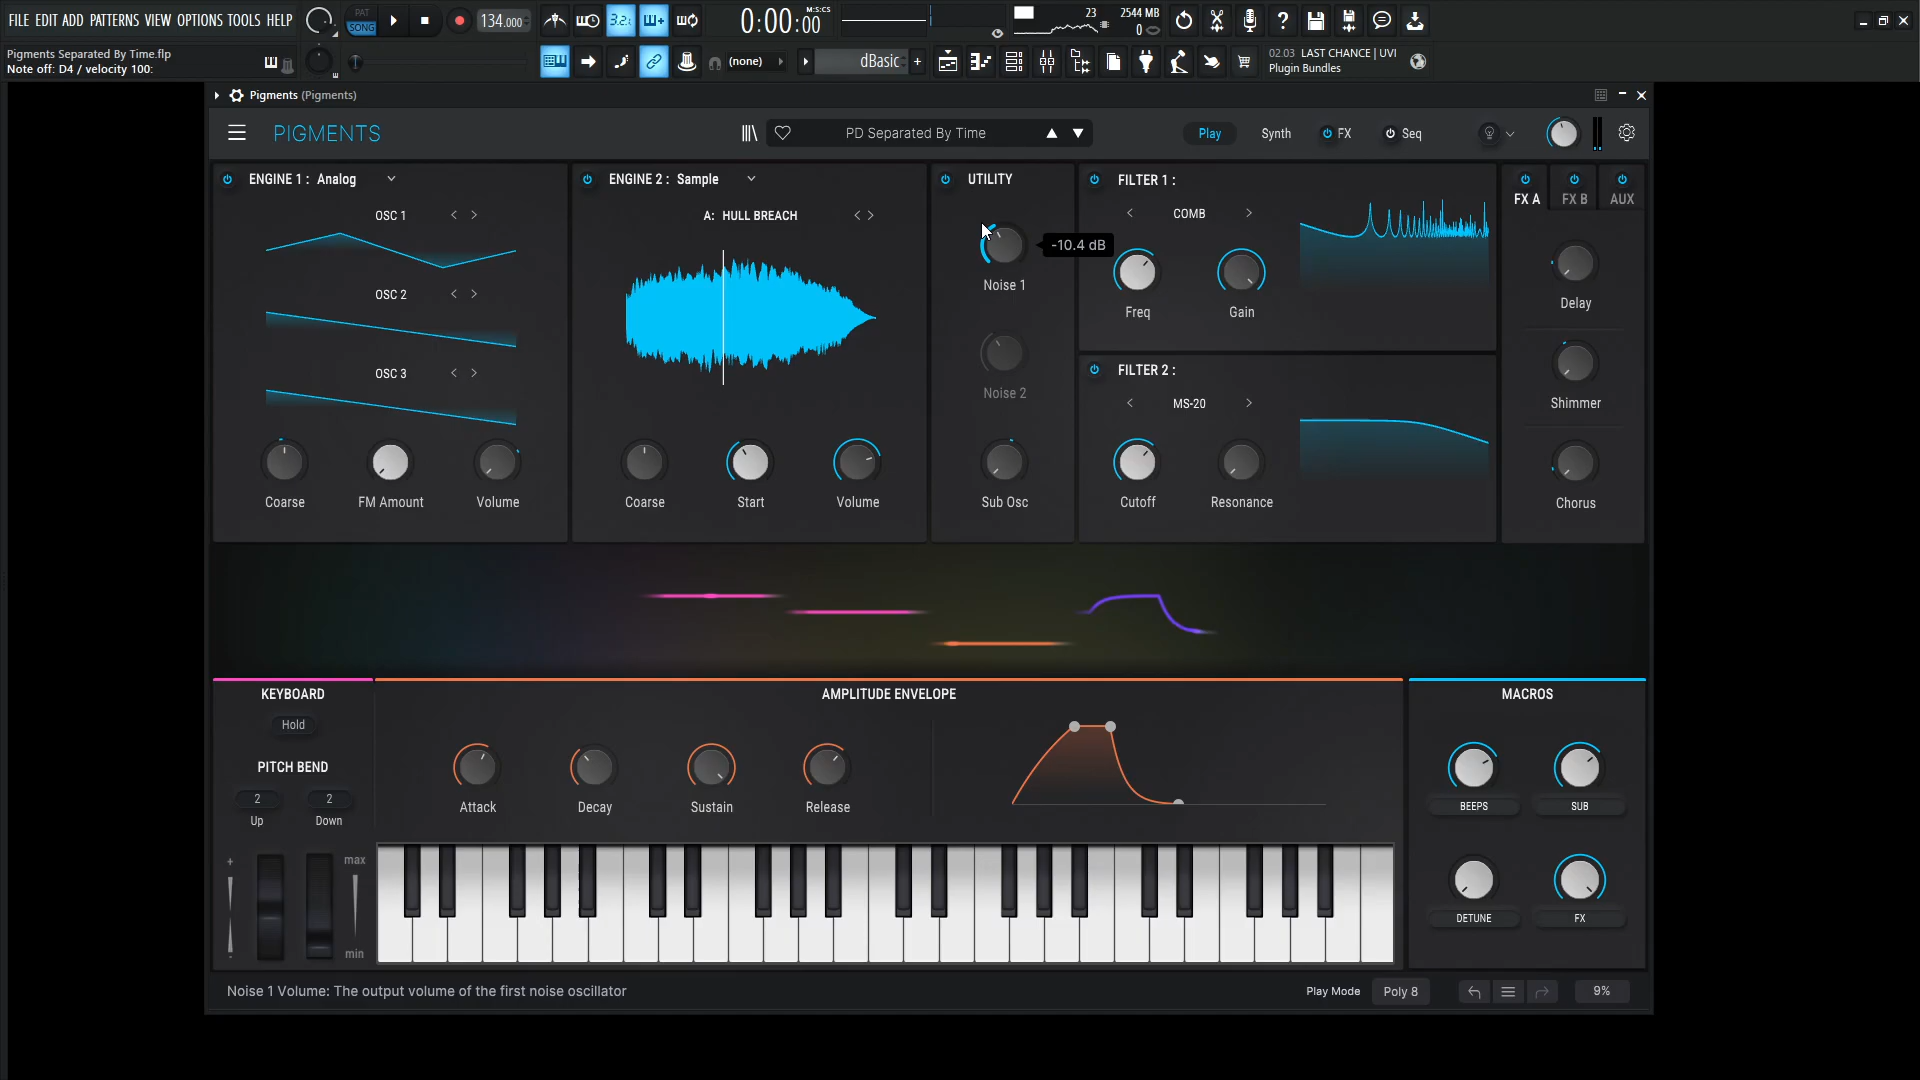 FILE EDIT ADD PATTERNS VIEW OPTIONS TOOLS HELP
PAT
SONG
134.000
3.2.
0:00:00
M:S:CS
23
2544 MB
0
Pigments Separated By Time.flp
Note off: D4 / velocity 100:
(none)
dBasic
02.03 LAST CHANCE | UVI
Plugin Bundles
Pigments (Pigments)
PIGMENTS
PD Separated By Time
Play
Synth
FX
Seq
ENGINE 1 : Analog
OSC 1
OSC 2
OSC 3
Coarse
FM Amount
Volume
ENGINE 2 : Sample
A: HULL BREACH
Coarse
Start
Volume
UTILITY
-10.4 dB
Noise 1
Noise 2
Sub Osc
FILTER 1 :
COMB
Freq
Gain
FILTER 2 :
MS-20
Cutoff
Resonance
FX A
FX B
AUX
Delay
Shimmer
Chorus
KEYBOARD
Hold
PITCH BEND
2
2
Up
Down
max
min
AMPLITUDE ENVELOPE
Attack
Decay
Sustain
Release
MACROS
BEEPS
SUB
DETUNE
FX
Noise 1 Volume: The output volume of the first noise oscillator
Play Mode
Poly 8
9%